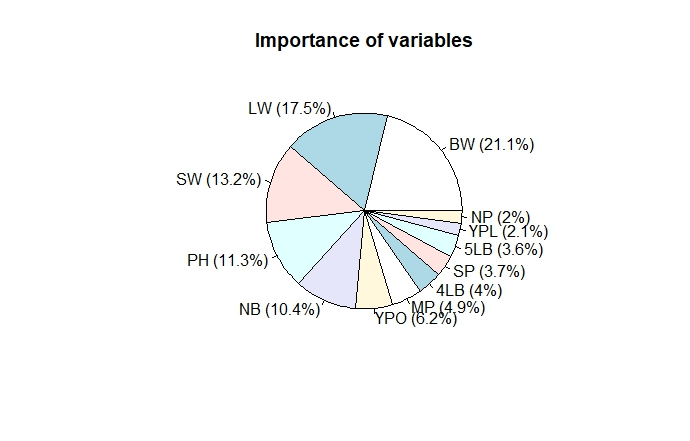 Importance of variables
LW (17.5%)
BW (21.1%)
SW (13.2%)
NP (2%)
YPL (2.1%)
5LB (3.6%)
PH (11.3%)
SP (3.7%)
4LB (4%)
NB (10.4%)
MP (4.9%)
YPO (6.2%)